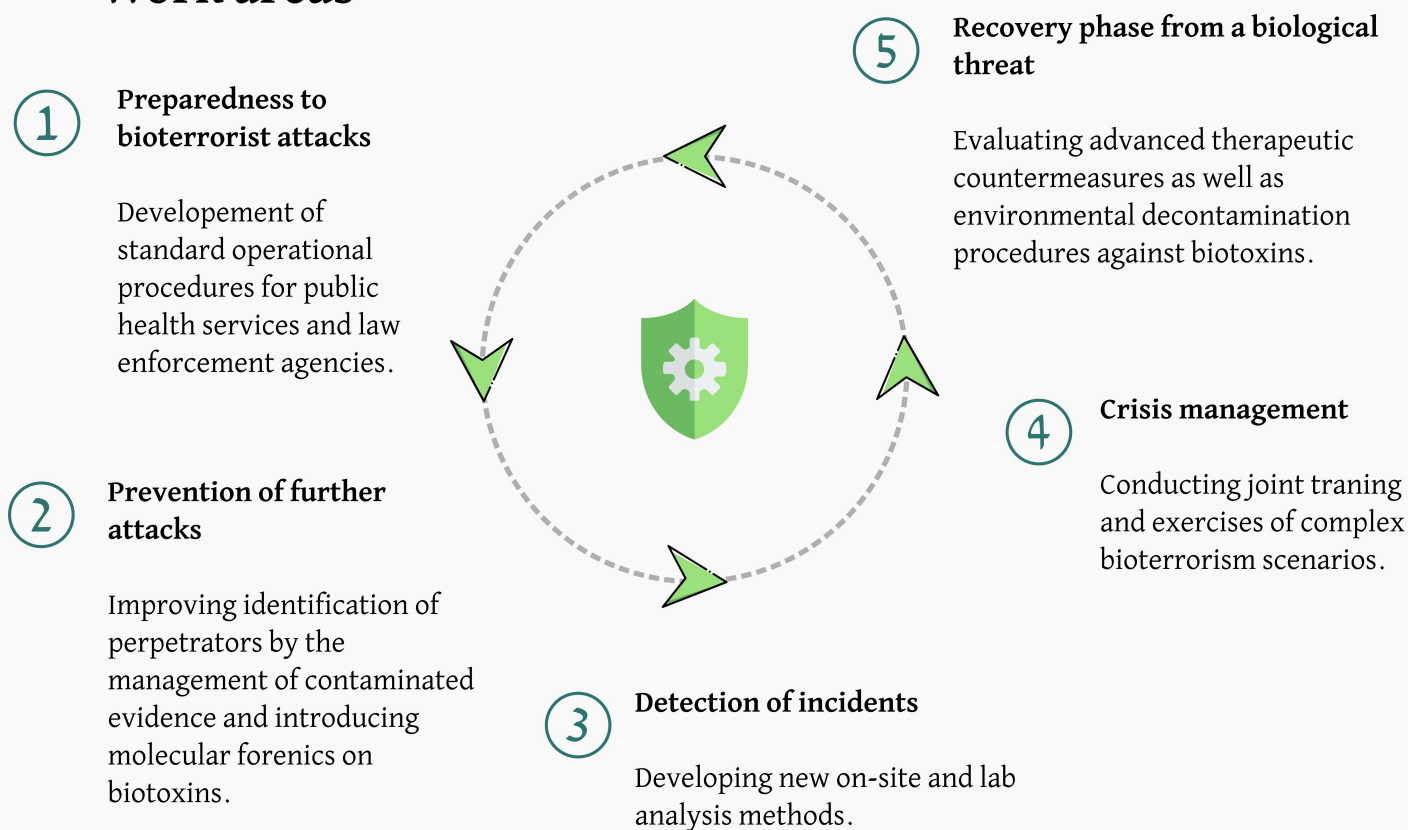 Work areas
1
Preparedness to
bioterrorist attacks
Developement of
standard operational
procedures for public
health services and law
enforcement agencies.
2
Prevention of further
attacks
Improving identification of
perpetrators by the
management of contaminated
evidence and introducing
molecular forenics on
biotoxins.
3
Detection of incidents
Developing new on-site and lab
analysis methods.
4
Crisis management
Conducting joint traning
and exercises of complex
bioterrorism scenarios.
5
Recovery phase from a biological
threat
Evaluating advanced therapeutic
countermeasures as well as
environmental decontamination
procedures against biotoxins.